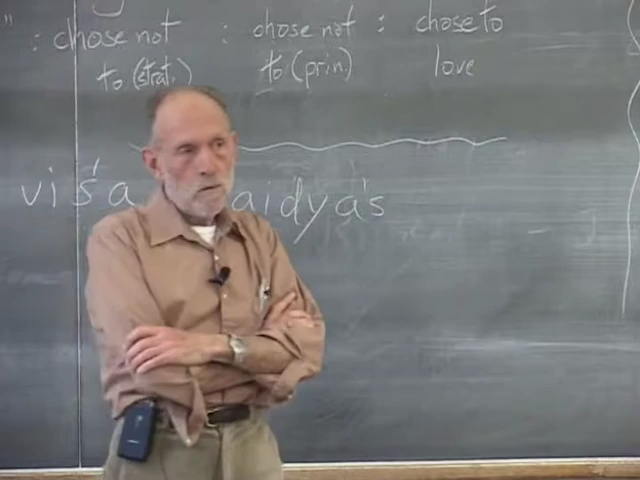 " : chose not : chose not : chose to
to (strat.) to (prin.) love
viśa aidya's